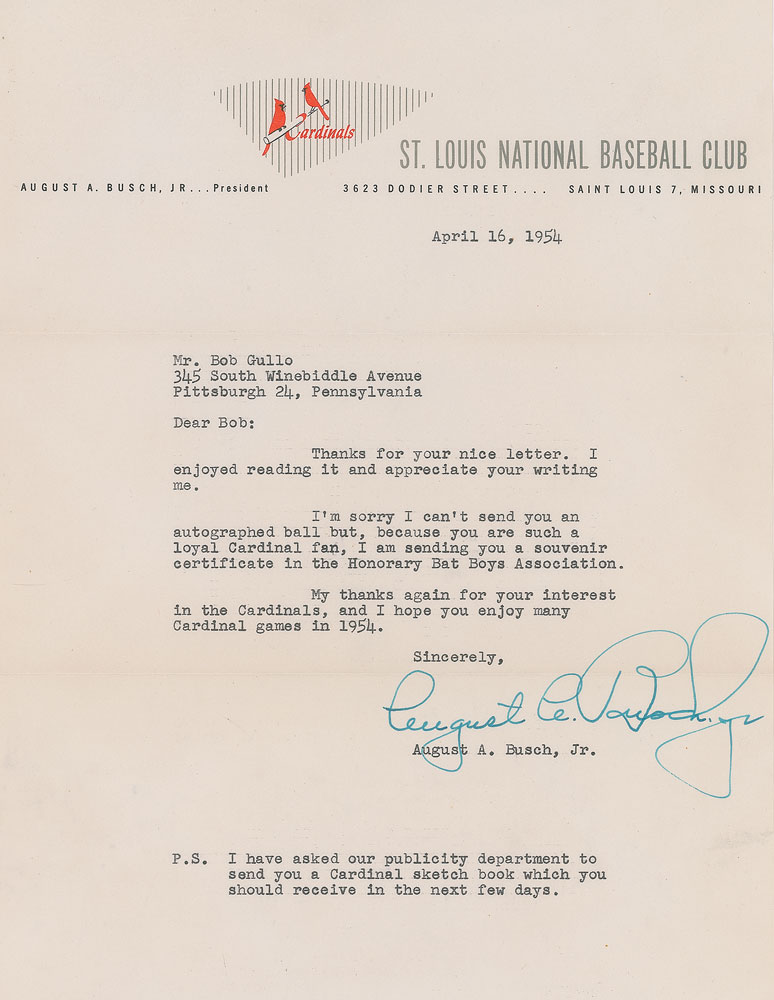 Cardinals
ST. LOUIS NATIONAL BASEBALL CLUB
AUGUST A. BUSCH, JR...President 3623 DODIER STREET.... SAINT LOUIS 7, MISSOURI
April 16, 1954
Mr. Bob Gullo
345 South Winebiddle Avenue
Pittsburgh 24, Pennsylvania
Dear Bob:
Thanks for your nice letter. I
enjoyed reading it and appreciate your writing
me.
I'm sorry I can't send you an
autographed ball but, because you are such a
loyal Cardinal fan, I am sending you a souvenir
certificate in the Honorary Bat Boys Association.
My thanks again for your interest
in the Cardinals, and I hope you enjoy many
Cardinal games in 1954.
Sincerely,
August A. Busch, Jr
August A. Busch, Jr.
P.S. I have asked our publicity department to
send you a Cardinal sketch book which you
should receive in the next few days.